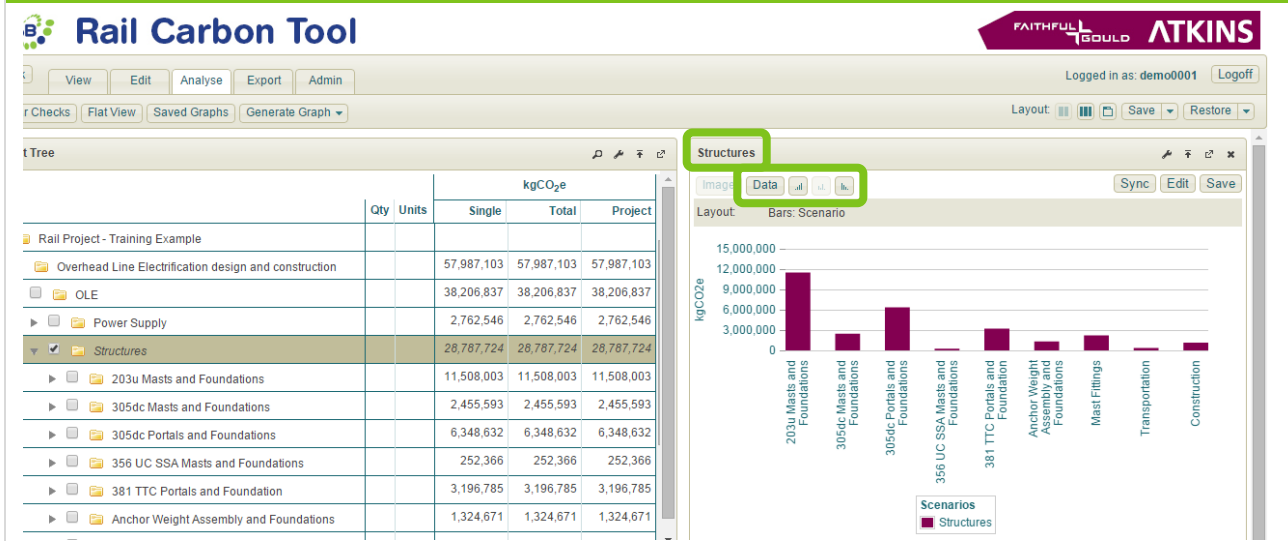 Rail Carbon Tool
FAITHFUL GOULD ATKINS
View Edit Analyse Export Admin
Logged in as: demo0001 Logoff
r Checks Flat View Saved Graphs Generate Graph
Layout: Save Restore
t Tree
Structures
Image Data
Sync Edit Save
Layout: Bars: Scenario
kgCO2e
Qty Units Single Total Project
Rail Project - Training Example
Overhead Line Electrification design and construction 57,987,103 57,987,103 57,987,103
OLE 38,206,837 38,206,837 38,206,837
Power Supply 2,762,546 2,762,546 2,762,546
Structures 28,787,724 28,787,724 28,787,724
203u Masts and Foundations 11,508,003 11,508,003 11,508,003
305dc Masts and Foundations 2,455,593 2,455,593 2,455,593
305dc Portals and Foundations 6,348,632 6,348,632 6,348,632
356 UC SSA Masts and Foundations 252,366 252,366 252,366
381 TTC Portals and Foundation 3,196,785 3,196,785 3,196,785
Anchor Weight Assembly and Foundations 1,324,671 1,324,671 1,324,671
kgCO2e
15,000,000
12,000,000
9,000,000
6,000,000
3,000,000
0
203u Masts and
Foundations
305dc Masts and
Foundations
305dc Portals and
Foundations
356 UC SSA Masts and
Foundations
381 TTC Portals and
Foundation
Anchor Weight
Assembly and
Foundations
Mast Fittings
Transportation
Construction
Scenarios
Structures